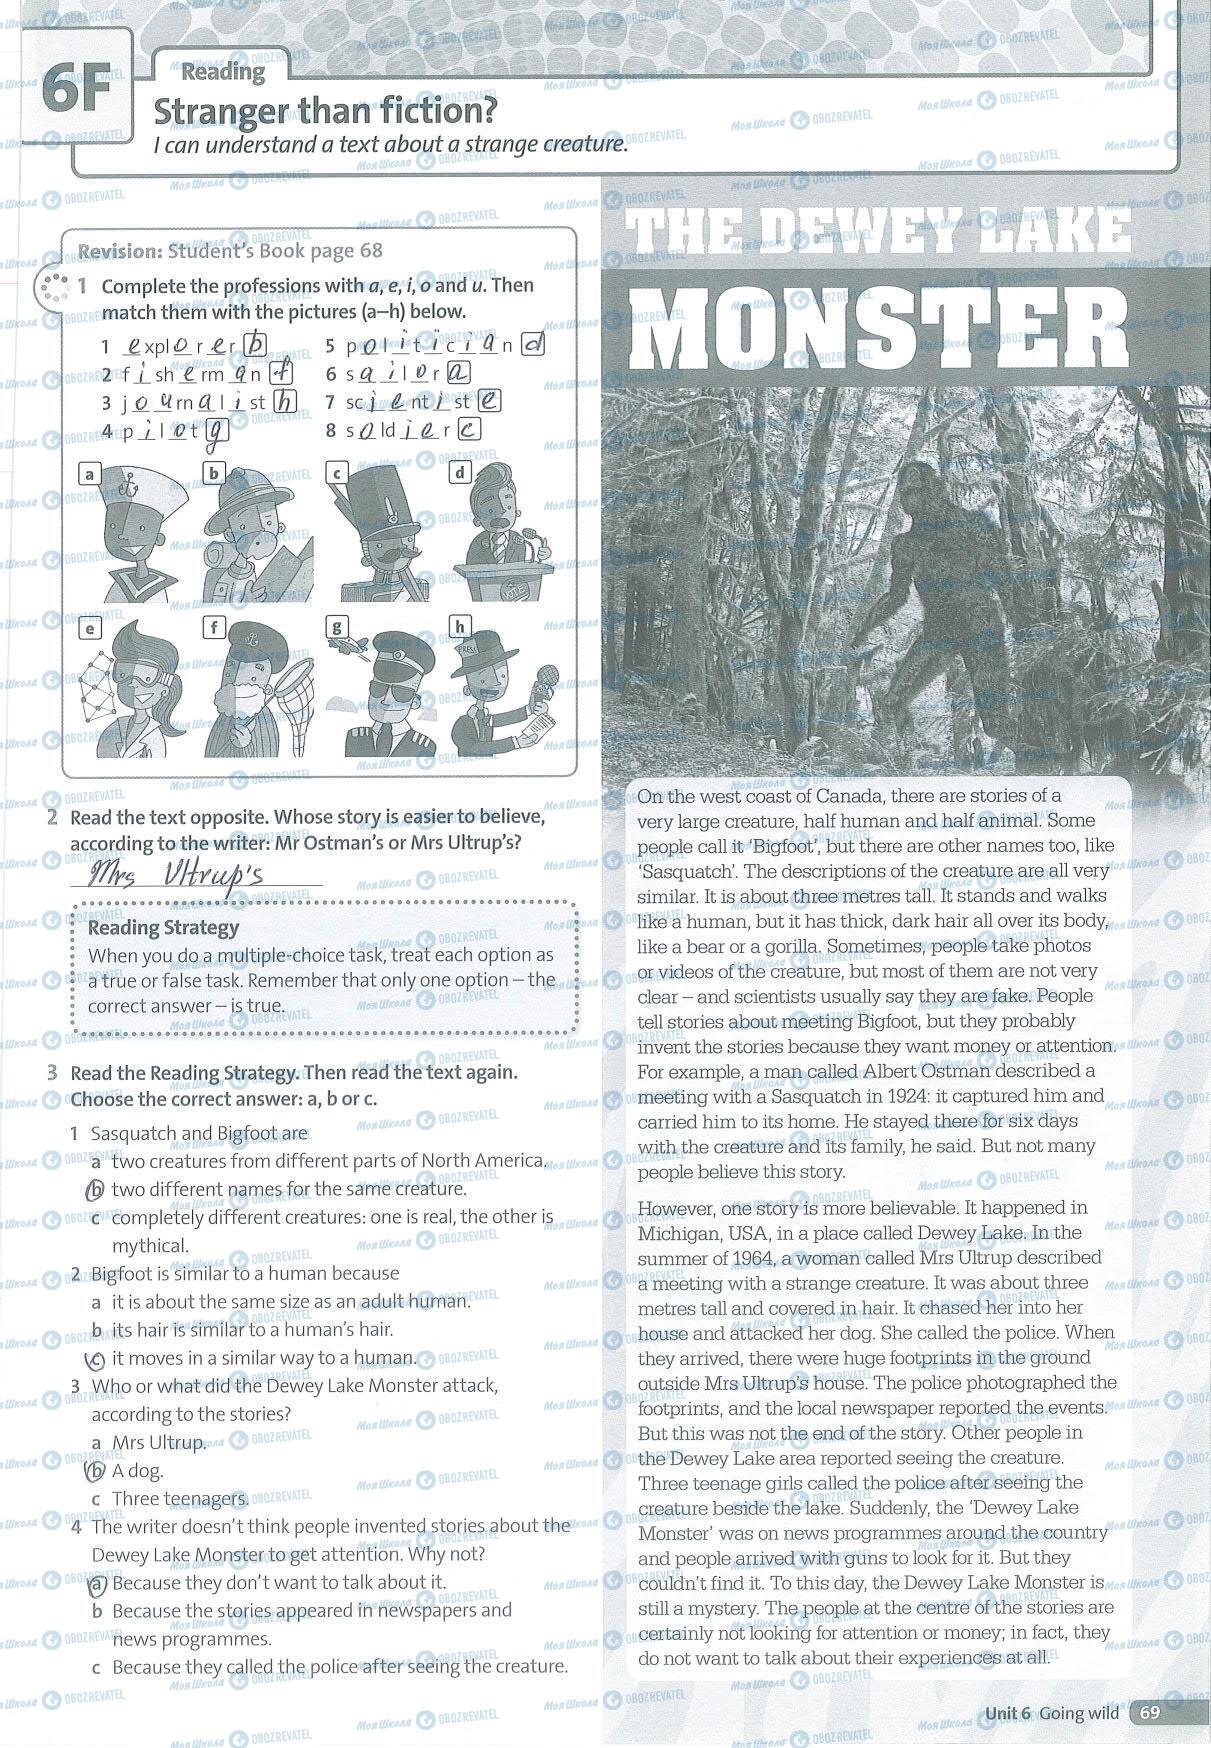 6F
Reading
Stranger than fiction?
I can understand a text about a strange creature.
Revision: Student's Book page 68
1 Complete the professions with a, e, i, o and u. Then
match them with the pictures (a–h) below.
1 explorer b
2 fisherman f
3 journalist h
4 pilot g
5 politician d
6 sailor a
7 scientist e
8 soldier c
a
b
c
d
VOTE
e
f
g
h
PRESS
2 Read the text opposite. Whose story is easier to believe,
according to the writer: Mr Ostman's or Mrs Ultrup's?
Mrs Ultrup's
Reading Strategy
When you do a multiple-choice task, treat each option as
a true or false task. Remember that only one option – the
correct answer – is true.
3 Read the Reading Strategy. Then read the text again.
Choose the correct answer: a, b or c.
1 Sasquatch and Bigfoot are
a two creatures from different parts of North America.
b two different names for the same creature.
c completely different creatures: one is real, the other is
mythical.
2 Bigfoot is similar to a human because
a it is about the same size as an adult human.
b its hair is similar to a human's hair.
c it moves in a similar way to a human.
3 Who or what did the Dewey Lake Monster attack,
according to the stories?
a Mrs Ultrup.
b A dog.
c Three teenagers.
4 The writer doesn't think people invented stories about the
Dewey Lake Monster to get attention. Why not?
a Because they don't want to talk about it.
b Because the stories appeared in newspapers and
news programmes.
c Because they called the police after seeing the creature.
THE DEWEY LAKE
MONSTER
On the west coast of Canada, there are stories of a
very large creature, half human and half animal. Some
people call it 'Bigfoot', but there are other names too, like
'Sasquatch'. The descriptions of the creature are all very
similar. It is about three metres tall. It stands and walks
like a human, but it has thick, dark hair all over its body,
like a bear or a gorilla. Sometimes, people take photos
or videos of the creature, but most of them are not very
clear – and scientists usually say they are fake. People
tell stories about meeting Bigfoot, but they probably
invent the stories because they want money or attention.
For example, a man called Albert Ostman described a
meeting with a Sasquatch in 1924: it captured him and
carried him to its home. He stayed there for six days
with the creature and its family, he said. But not many
people believe this story.
However, one story is more believable. It happened in
Michigan, USA, in a place called Dewey Lake. In the
summer of 1964, a woman called Mrs Ultrup described
a meeting with a strange creature. It was about three
metres tall and covered in hair. It chased her into her
house and attacked her dog. She called the police. When
they arrived, there were huge footprints in the ground
outside Mrs Ultrup's house. The police photographed the
footprints, and the local newspaper reported the events.
But this was not the end of the story. Other people in
the Dewey Lake area reported seeing the creature.
Three teenage girls called the police after seeing the
creature beside the lake. Suddenly, the 'Dewey Lake
Monster' was on news programmes around the country
and people arrived with guns to look for it. But they
couldn't find it. To this day, the Dewey Lake Monster is
still a mystery. The people at the centre of the stories are
certainly not looking for attention or money; in fact, they
do not want to talk about their experiences at all.
Unit 6 Going wild 69
Моя Школа OBOZREVATEL